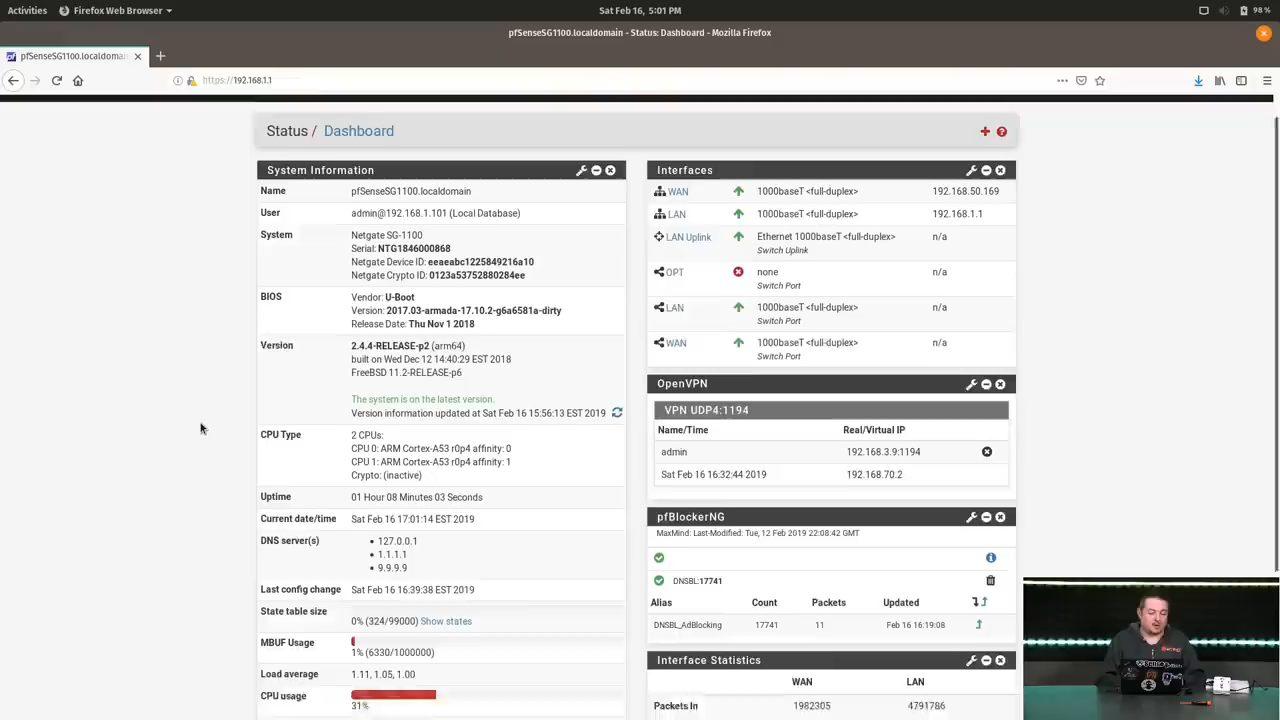 Activities
Firefox Web Browser
Sat Feb 16, 5:01 PM
98 %
pfSenseSG1100.localdomain - Status: Dashboard - Mozilla Firefox
pfSenseSG1100.localdomain
https://192.168.1.1
Status / Dashboard
System Information
Name pfSenseSG1100.localdomain
User admin@192.168.1.101 (Local Database)
System Netgate SG-1100
Serial: NTG1846000868
Netgate Device ID: eeaeabc1225849216a10
Netgate Crypto ID: 0123a53752880284ee
BIOS Vendor: U-Boot
Version: 2017.03-armada-17.10.2-g6a6581a-dirty
Release Date: Thu Nov 1 2018
Version 2.4.4-RELEASE-p2 (arm64)
built on Wed Dec 12 14:40:29 EST 2018
FreeBSD 11.2-RELEASE-p6
The system is on the latest version.
Version information updated at Sat Feb 16 15:56:13 EST 2019
CPU Type 2 CPUs:
CPU 0: ARM Cortex-A53 r0p4 affinity: 0
CPU 1: ARM Cortex-A53 r0p4 affinity: 1
Crypto: (inactive)
Uptime 01 Hour 08 Minutes 03 Seconds
Current date/time Sat Feb 16 17:01:14 EST 2019
DNS server(s) • 127.0.0.1
• 1.1.1.1
• 9.9.9.9
Last config change Sat Feb 16 16:39:38 EST 2019
State table size
0% (324/99000) Show states
MBUF Usage
1% (6330/1000000)
Load average 1.11, 1.05, 1.00
CPU usage
31%
Interfaces
WAN 1000baseT <full-duplex> 192.168.50.169
LAN 1000baseT <full-duplex> 192.168.1.1
LAN Uplink Ethernet 1000baseT <full-duplex> n/a
Switch Uplink
OPT none n/a
Switch Port
LAN 1000baseT <full-duplex> n/a
Switch Port
WAN 1000baseT <full-duplex> n/a
Switch Port
OpenVPN
VPN UDP4:1194
Name/Time Real/Virtual IP
admin 192.168.3.9:1194
Sat Feb 16 16:32:44 2019 192.168.70.2
pfBlockerNG
MaxMind: Last-Modified: Tue, 12 Feb 2019 22:08:42 GMT
DNSBL:17741
Alias Count Packets Updated
DNSBL_AdBlocking 17741 11 Feb 16 16:19:08
Interface Statistics
WAN LAN
Packets In 1982305 4791786